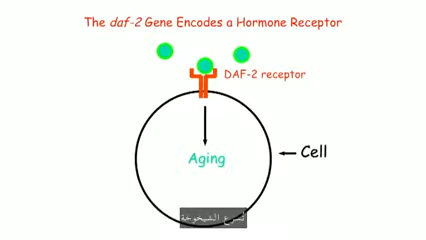 The daf-2 Gene Encodes a Hormone Receptor
DAF-2 receptor
Cell
Aging
تسرع الشيخوخة